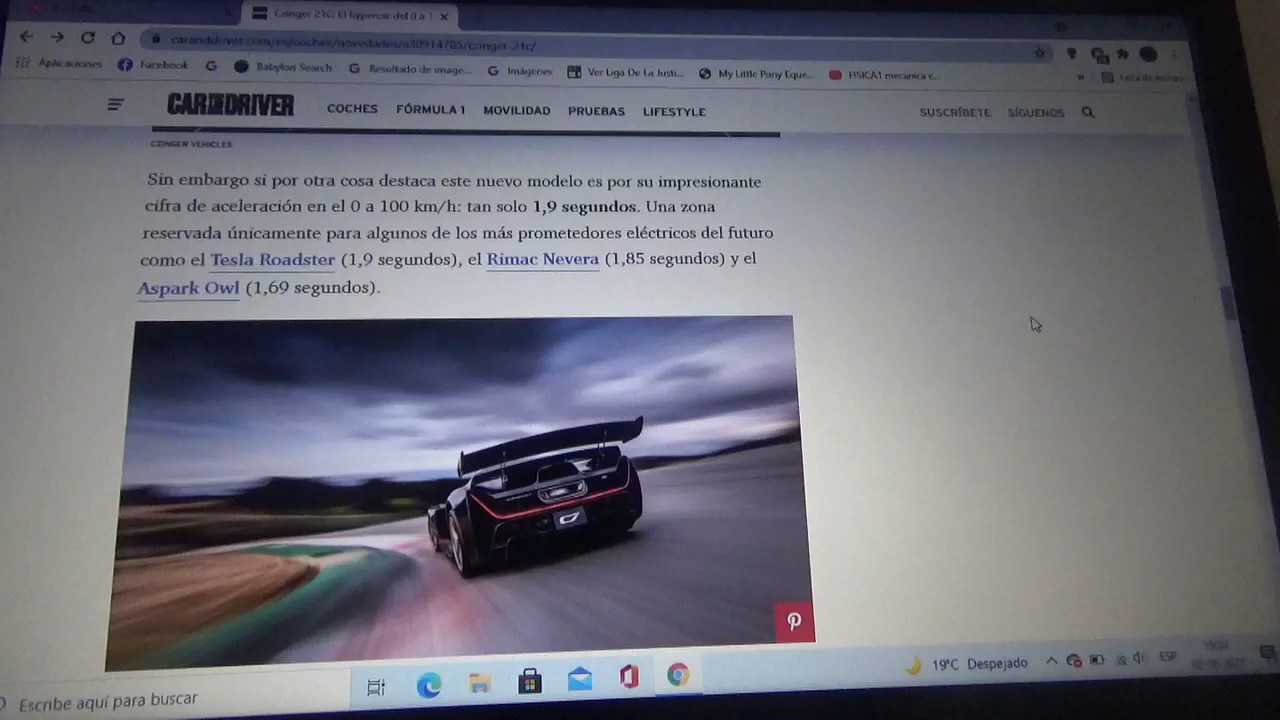 Czinger 21C: El hypercar del 0 a 1
caranddriver.com/es/coches/novedades/a30914785/czinger-21c/
Aplicaciones Facebook G Babylon Search Resultado de image... Imágenes Ver Liga De La Justi... My Little Pony Eque... FISICA1 mecanica c... » Lista de lectura
CAR AND DRIVER COCHES FÓRMULA 1 MOVILIDAD PRUEBAS LIFESTYLE SUSCRÍBETE SÍGUENOS
CZINGER VEHICLES
Sin embargo si por otra cosa destaca este nuevo modelo es por su impresionante
cifra de aceleración en el 0 a 100 km/h: tan solo 1,9 segundos. Una zona
reservada únicamente para algunos de los más prometedores eléctricos del futuro
como el Tesla Roadster (1,9 segundos), el Rimac Nevera (1,85 segundos) y el
Aspark Owl (1,69 segundos).
Escribe aquí para buscar 19°C Despejado ESP